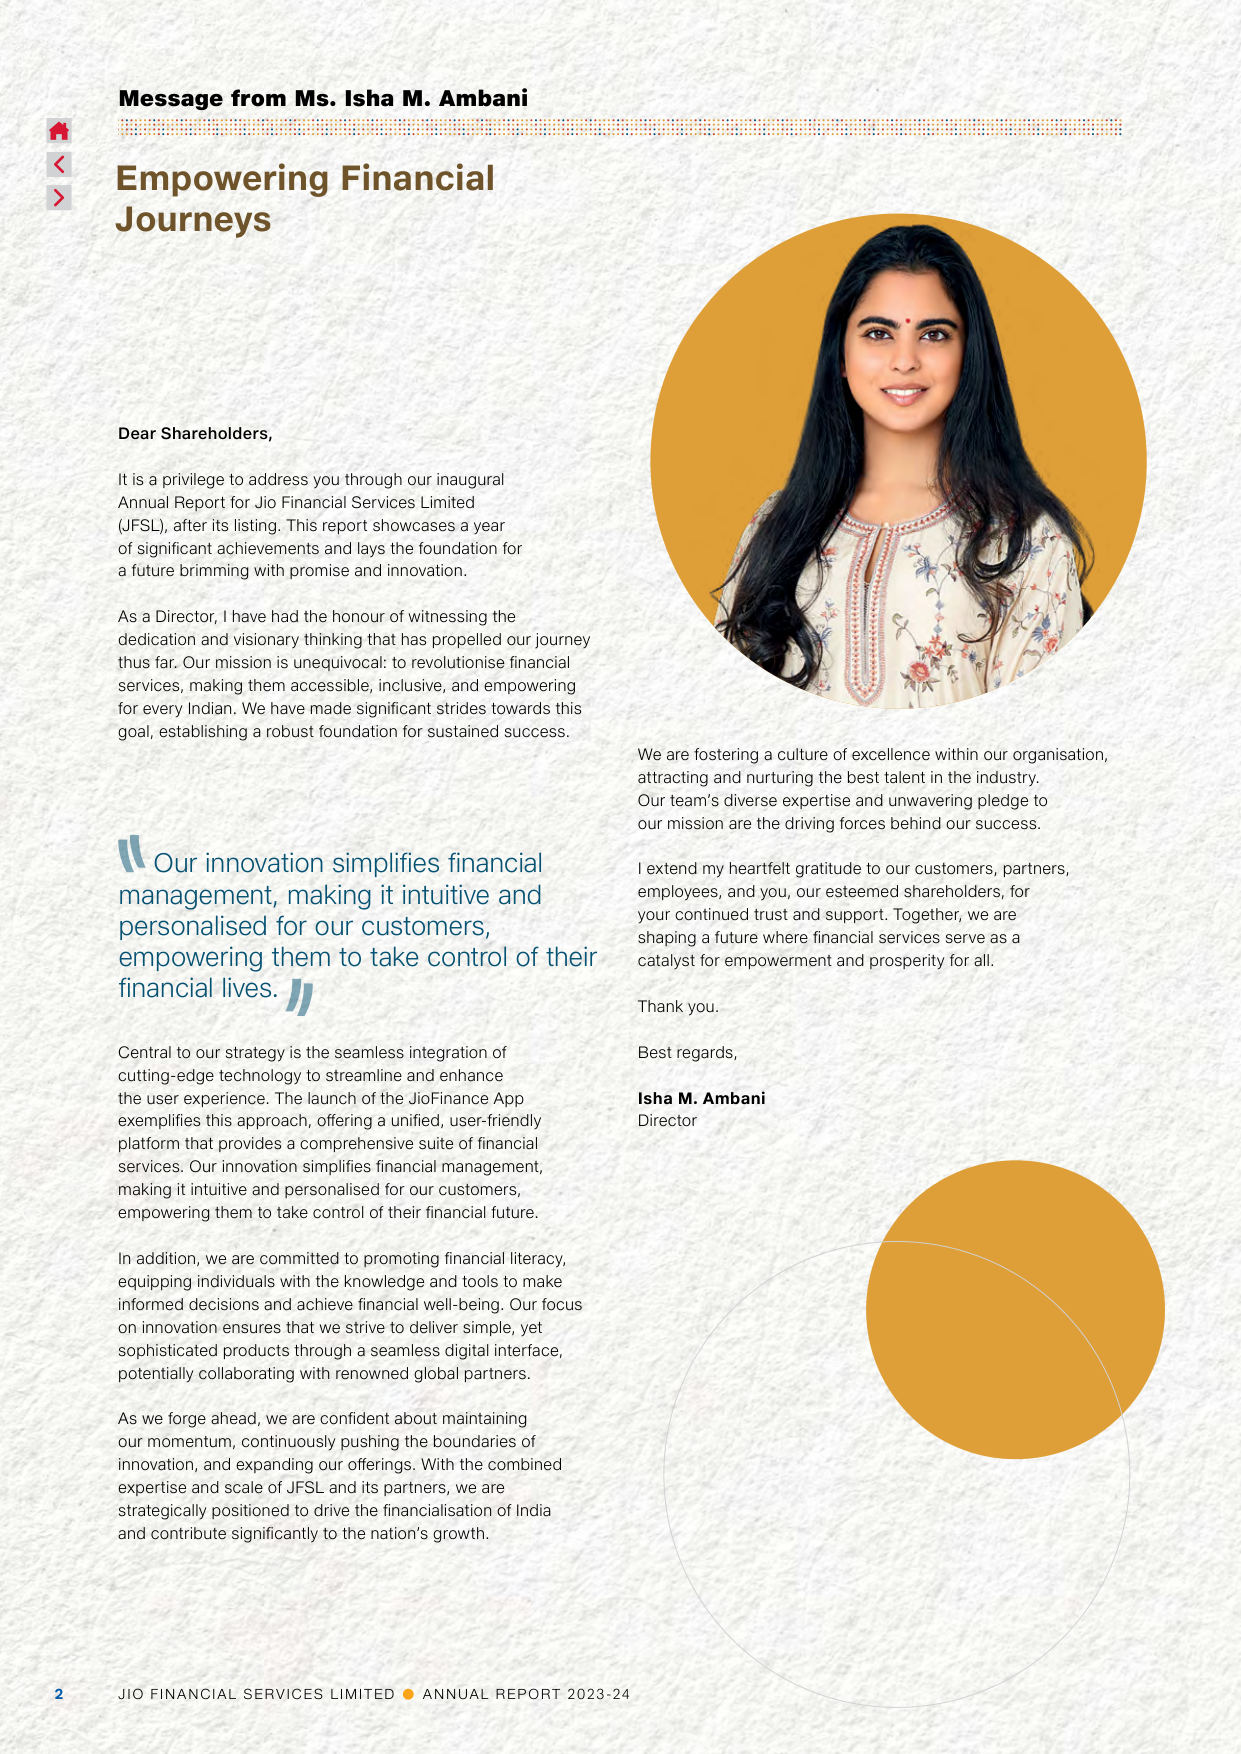 Message from Ms. Isha M. Ambani
Empowering Financial
Journeys
Dear Shareholders,
It is a privilege to address you through our inaugural
Annual Report for Jio Financial Services Limited
(JFSL), after its listing. This report showcases a year
of significant achievements and lays the foundation for
a future brimming with promise and innovation.
As a Director, I have had the honour of witnessing the
dedication and visionary thinking that has propelled our journey
thus far. Our mission is unequivocal: to revolutionise financial
services, making them accessible, inclusive, and empowering
for every Indian. We have made significant strides towards this
goal, establishing a robust foundation for sustained success.
"Our innovation simplifies financial
management, making it intuitive and
personalised for our customers,
empowering them to take control of their
financial lives."
Central to our strategy is the seamless integration of
cutting-edge technology to streamline and enhance
the user experience. The launch of the JioFinance App
exemplifies this approach, offering a unified, user-friendly
platform that provides a comprehensive suite of financial
services. Our innovation simplifies financial management,
making it intuitive and personalised for our customers,
empowering them to take control of their financial future.
In addition, we are committed to promoting financial literacy,
equipping individuals with the knowledge and tools to make
informed decisions and achieve financial well-being. Our focus
on innovation ensures that we strive to deliver simple, yet
sophisticated products through a seamless digital interface,
potentially collaborating with renowned global partners.
As we forge ahead, we are confident about maintaining
our momentum, continuously pushing the boundaries of
innovation, and expanding our offerings. With the combined
expertise and scale of JFSL and its partners, we are
strategically positioned to drive the financialisation of India
and contribute significantly to the nation's growth.
We are fostering a culture of excellence within our organisation,
attracting and nurturing the best talent in the industry.
Our team's diverse expertise and unwavering pledge to
our mission are the driving forces behind our success.
I extend my heartfelt gratitude to our customers, partners,
employees, and you, our esteemed shareholders, for
your continued trust and support. Together, we are
shaping a future where financial services serve as a
catalyst for empowerment and prosperity for all.
Thank you.
Best regards,
Isha M. Ambani
Director
2 JIO FINANCIAL SERVICES LIMITED ● ANNUAL REPORT 2023-24